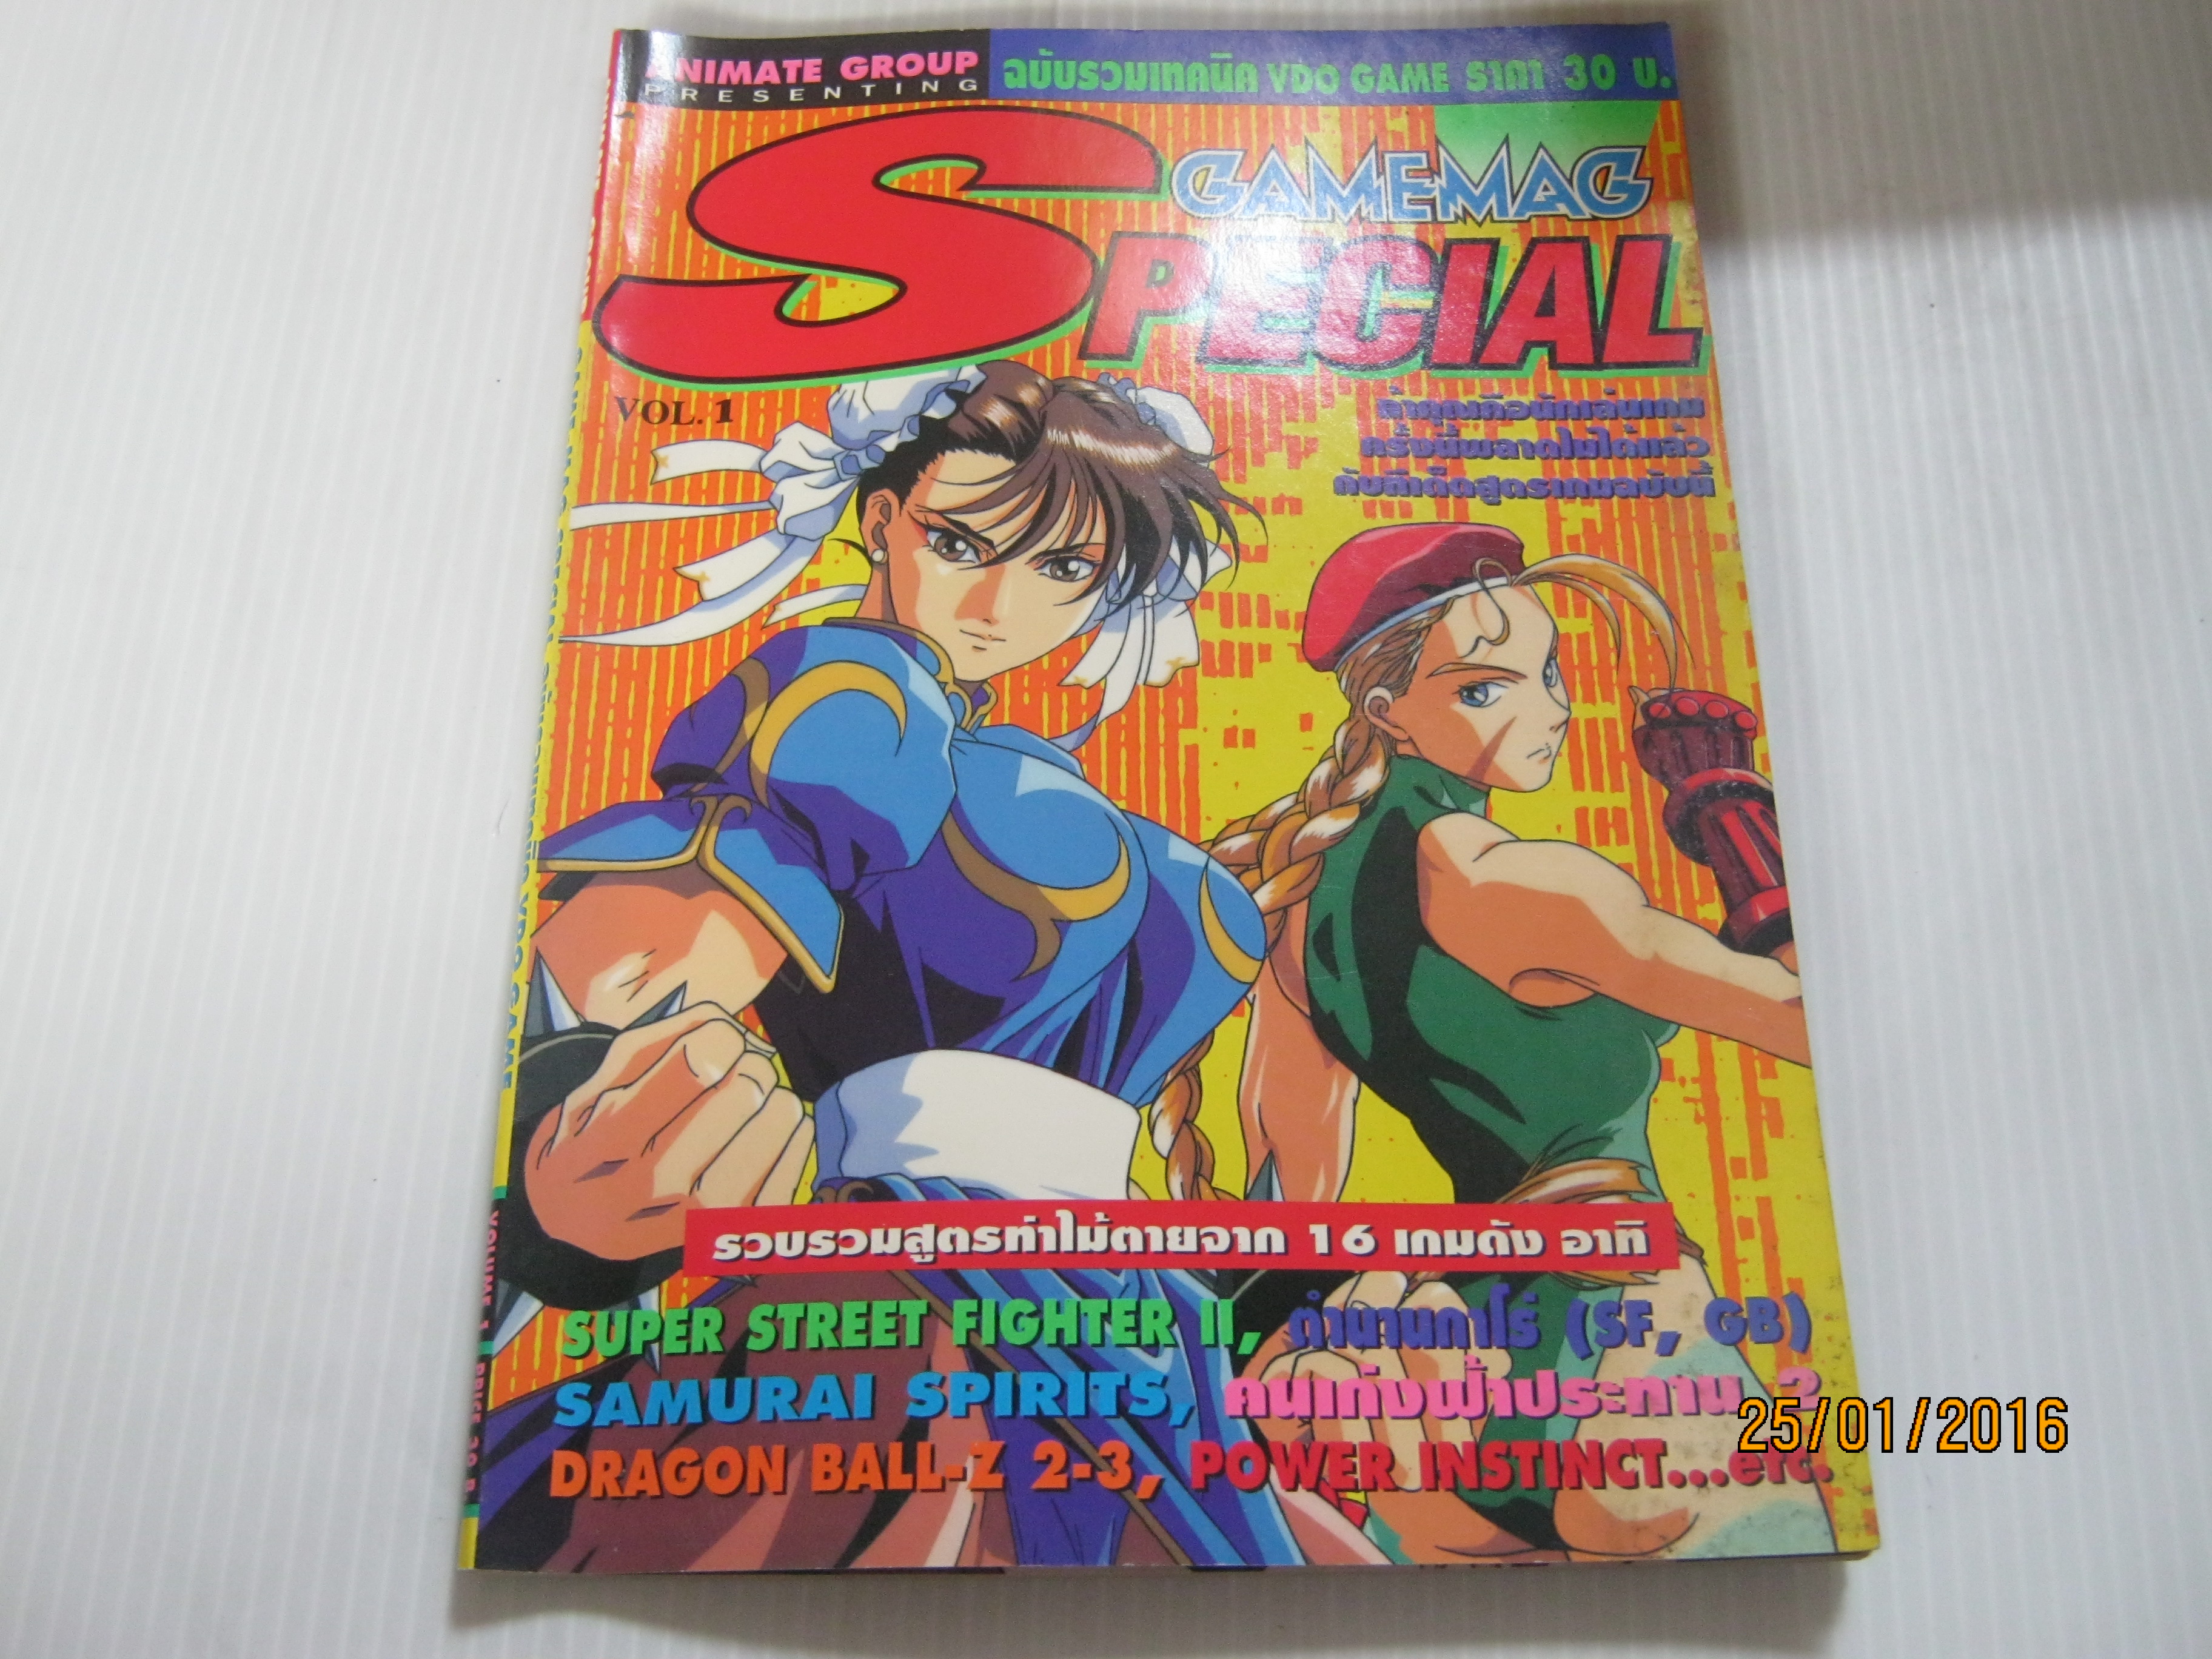 ANIMATE GROUP
PRESENTING
ฉบับรวมเทคนิค VDO GAME ราคา 30 บ.
GAMEMAG
SPECIAL
VOL. 1
ถ้าคุณคือนักเล่นเกม
ครั้งนี้พลาดไม่ได้แล้ว
กับทีเด็ดสูตรเกมฉบับนี้
รวบรวมสูตรท่าไม้ตายจาก 16 เกมดัง อาทิ
SUPER STREET FIGHTER II, ตำนานกาโร่ (SF, GB)
SAMURAI SPIRITS, คนเก่งฟ้าประทาน 2
DRAGON BALL-Z 2-3, POWER INSTINCT...etc.
VOLUME 1 PRICE 30 B.
25/01/2016